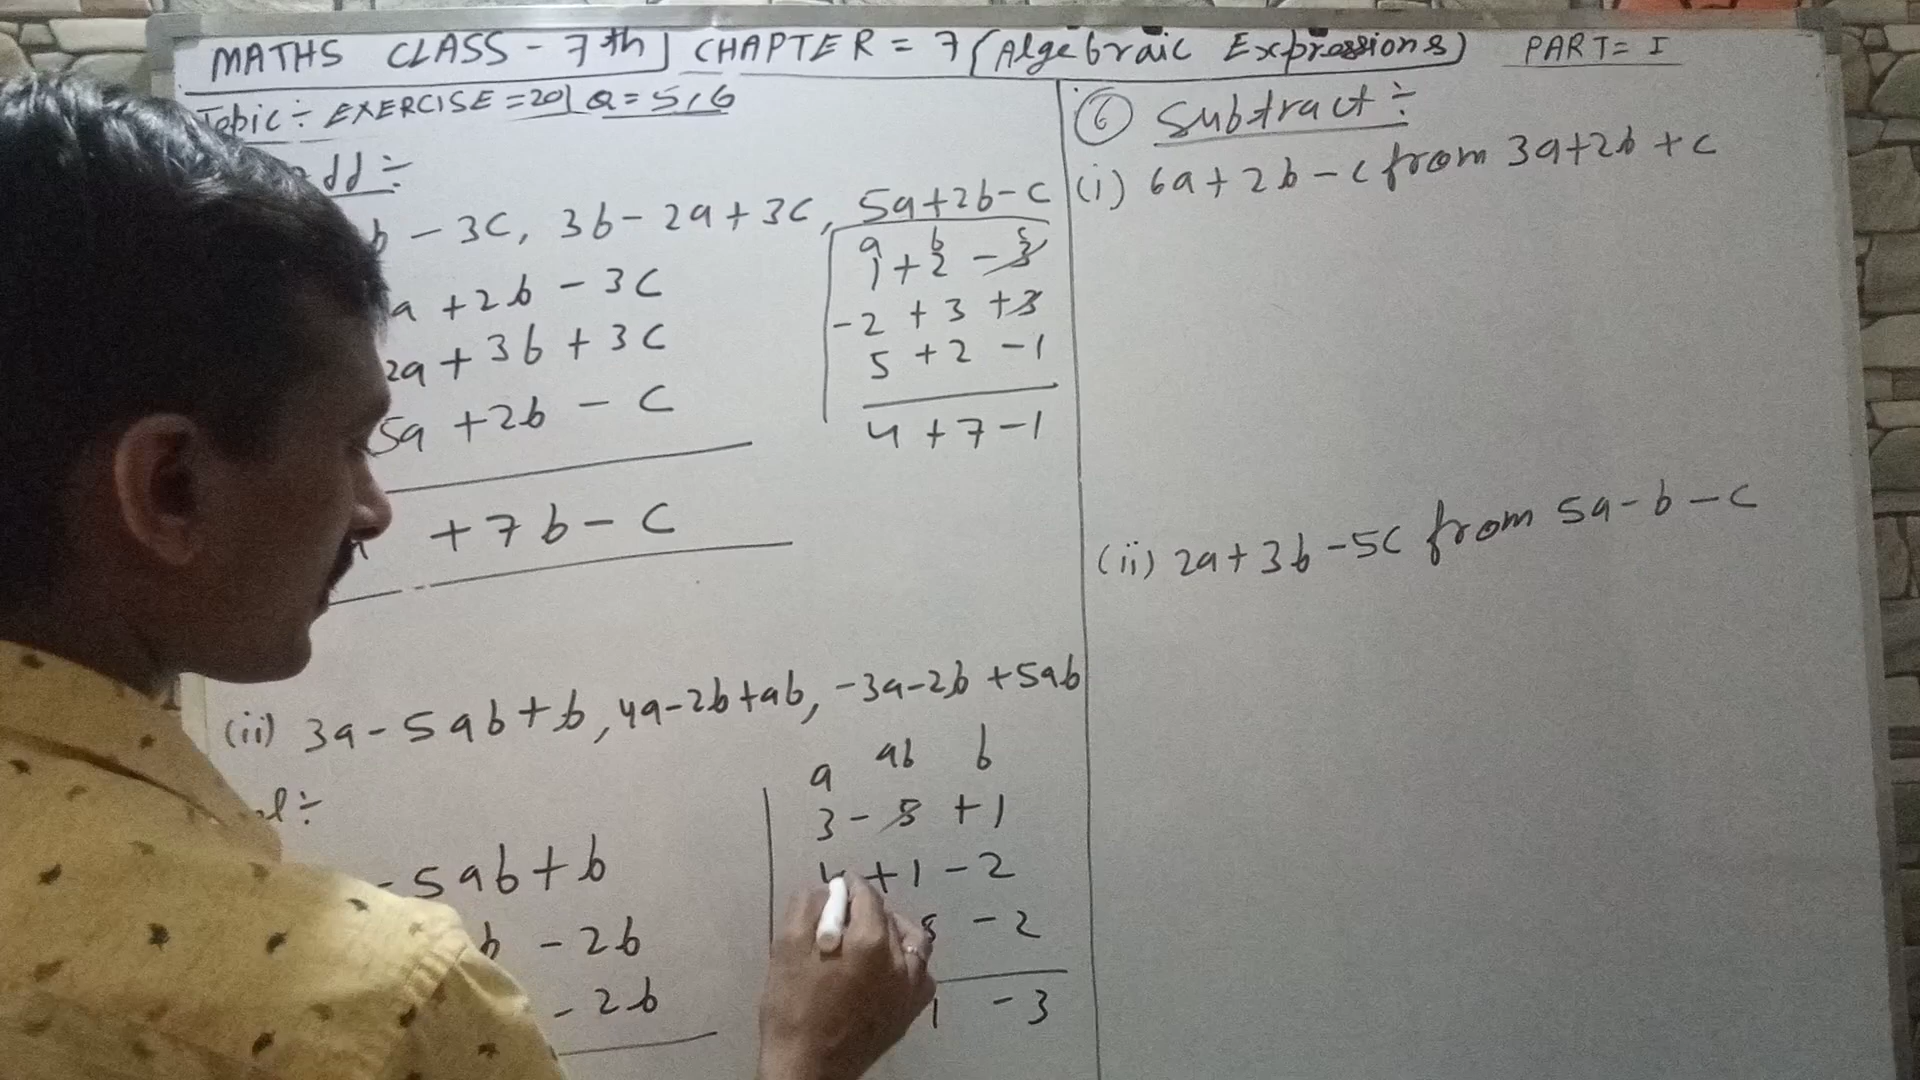 MATHS CLASS - 7th] CHAPTER = 7 (Algebraic Expressions) PART = I
Topic ÷ EXERCISE = 20] Q = 5,6
dd ÷
b - 3c, 3b - 2a + 3c, 5a + 2b - c
a + 2b - 3c
2a + 3b + 3c
5a + 2b - c
+ 7b - c
a b c
1 + 2 - 3
-2 + 3 + 3
5 + 2 - 1
4 + 7 - 1
(ii) 3a - 5ab + b, 4a - 2b + ab, -3a - 2b + 5ab
l ÷
- 5ab + b
b - 2b
- 2b
a ab b
3 - 5 + 1
4 + 1 - 2
5 - 2
1 - 3
(6) Subtract ÷
(i) 6a + 2b - c from 3a + 2b + c
(ii) 2a + 3b - 5c from 5a - b - c